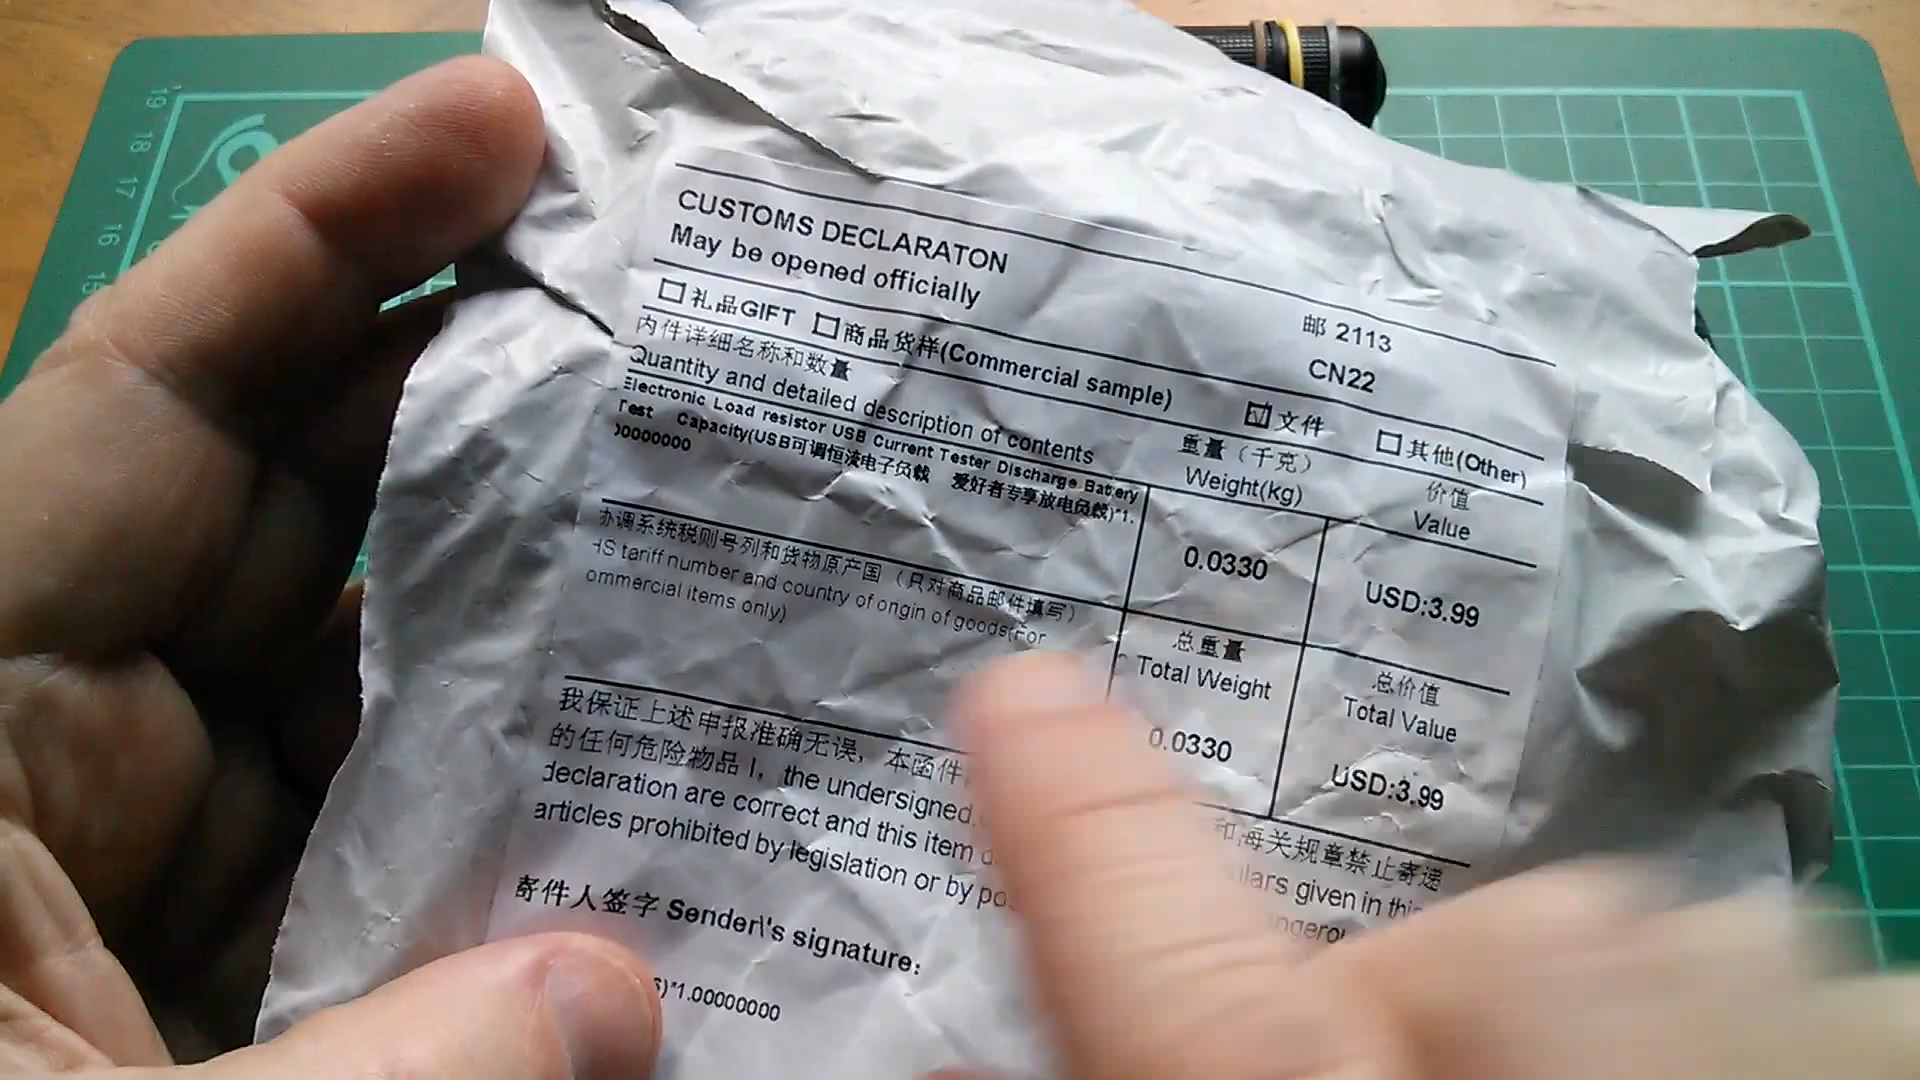 CUSTOMS DECLARATON
May be opened officially
邮 2113
CN22
礼品GIFT 商品货样(Commercial sample) 文件 其他(Other)
内件详细名称和数量
Quantity and detailed description of contents
重量（千克）
Weight(kg)
价值
Value
Electronic Load resistor USB Current Tester Discharge Battery
Test Capacity(USB可调恒流电子负载 爱好者专享放电负载)*1.
00000000
0.0330
USD:3.99
协调系统税则号列和货物原产国（只对商品邮件填写）
HS tariff number and country of origin of goods(For
ommercial items only)
总重量
Total Weight
0.0330
总价值
Total Value
USD:3.99
我保证上述申报准确无误，本函件 和海关规章禁止寄递
的任何危险物品 I, the undersigned, given in this
declaration are correct and this item
articles prohibited by legislation or by
寄件人签字 Sender\'s signature:
)*1.00000000
19
18
17
16
15